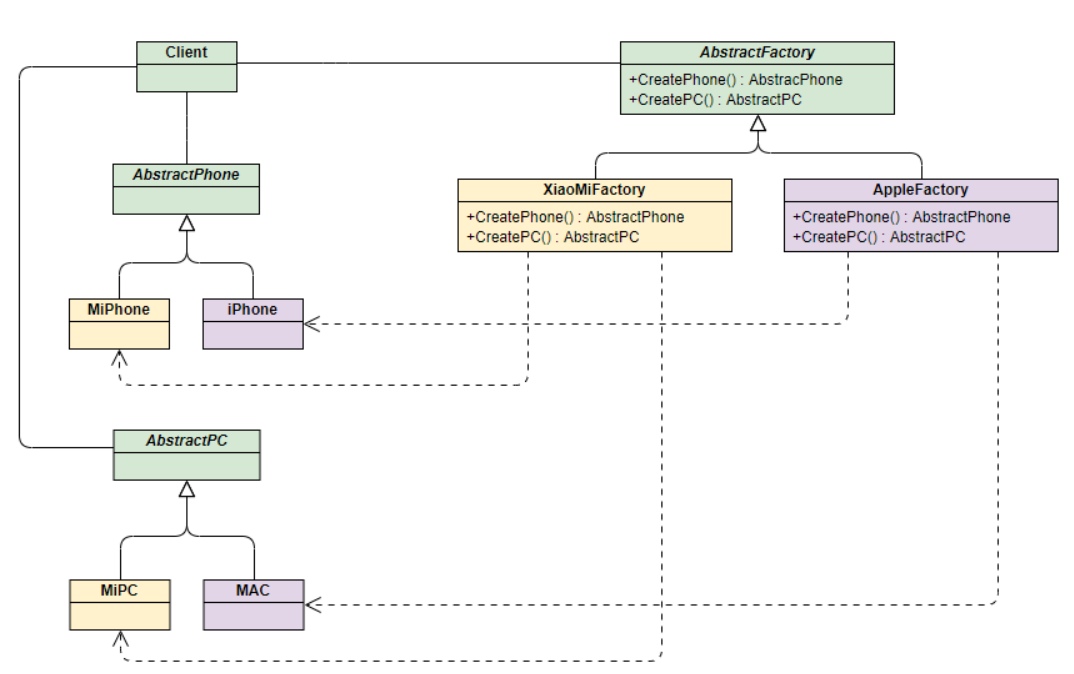 Client
AbstractFactory
+CreatePhone() : AbstracPhone
+CreatePC() : AbstractPC
AbstractPhone
XiaoMiFactory
+CreatePhone() : AbstractPhone
+CreatePC() : AbstractPC
AppleFactory
+CreatePhone() : AbstractPhone
+CreatePC() : AbstractPC
MiPhone
iPhone
AbstractPC
MiPC
MAC